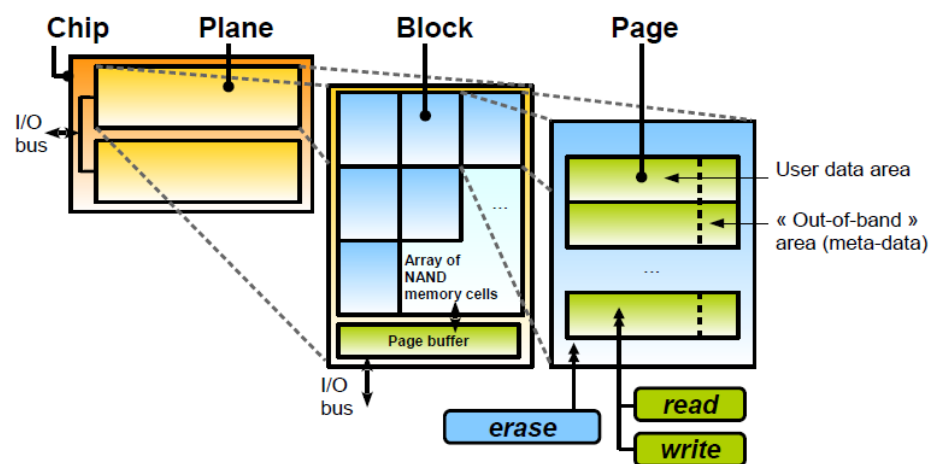 Chip
Plane
Block
Page
I/O
bus
User data area
« Out-of-band »
area (meta-data)
...
Array of
NAND
memory cells
...
Page buffer
I/O
bus
erase
read
write